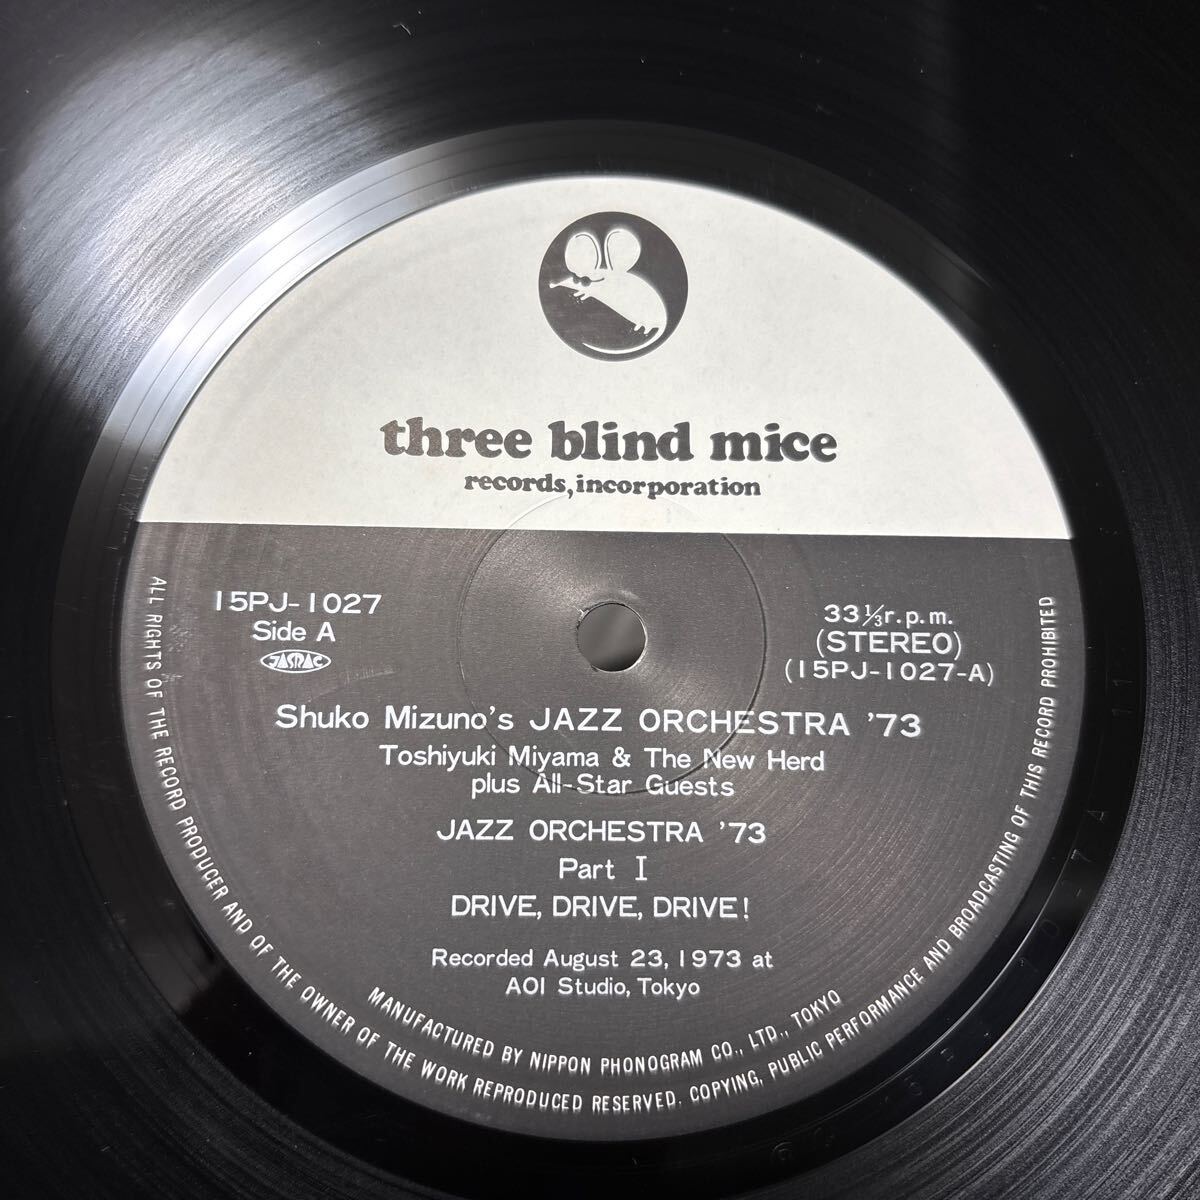 three blind mice
records, incorporation
15PJ-1027
Side A
JASRAC
33⅓ r.p.m.
(STEREO)
(15PJ-1027-A)
Shuko Mizuno's JAZZ ORCHESTRA '73
Toshiyuki Miyama & The New Herd
plus All-Star Guests
JAZZ ORCHESTRA '73
Part I
DRIVE, DRIVE, DRIVE!
Recorded August 23, 1973 at
AOI Studio, Tokyo
MANUFACTURED BY NIPPON PHONOGRAM CO., LTD., TOKYO
ALL RIGHTS OF THE RECORD PRODUCER AND OF THE OWNER OF THE WORK REPRODUCED RESERVED. COPYING, PUBLIC PERFORMANCE AND BROADCASTING OF THIS RECORD PROHIBITED